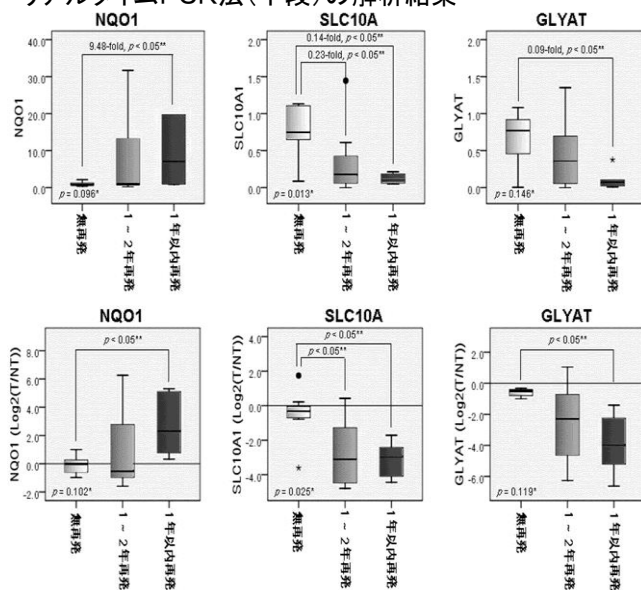 リアルタイムPCR法(下段)の解析結果
NQO1
SLC10A
GLYAT
NQO1
40.0
30.0
20.0
10.0
0.0
9.48-fold, p < 0.05**
p = 0.096*
無再発
1～2年再発
1年以内再発
SLC10A1
2.0
1.5
1.0
0.5
0.0
0.14-fold, p < 0.05**
0.23-fold, p < 0.05**
p = 0.013*
無再発
1～2年再発
1年以内再発
GLYAT
2.0
1.5
1.0
0.5
0.0
0.09-fold, p < 0.05**
*
p = 0.146*
無再発
1～2年再発
1年以内再発
NQO1
SLC10A
GLYAT
NQO1 (Log2(T/NT))
8.0
6.0
4.0
2.0
0.0
-2.0
p < 0.05**
p = 0.102*
無再発
1～2年再発
1年以内再発
SLC10A1 (Log2(T/NT))
4.0
2.0
0.0
-2.0
-4.0
p < 0.05**
p < 0.05**
*
p = 0.025*
無再発
1～2年再発
1年以内再発
GLYAT (Log2(T/NT))
2.0
0.0
-2.0
-4.0
-6.0
p < 0.05**
p = 0.119*
無再発
1～2年再発
1年以内再発